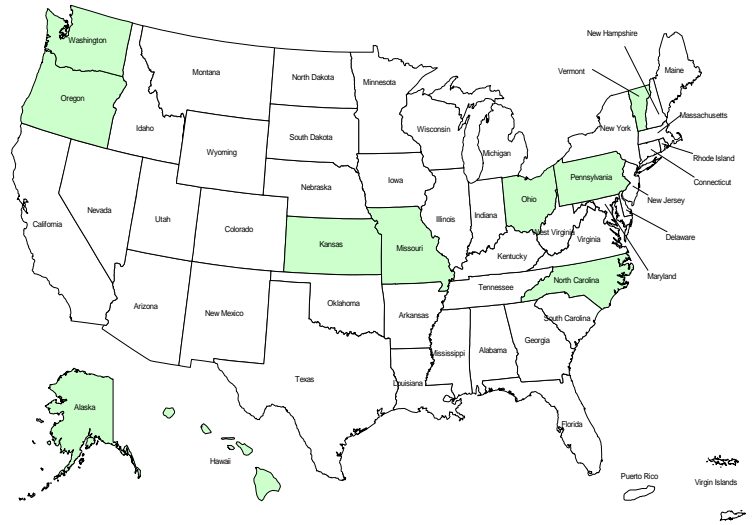 New Hampshire
Washington
Vermont
Maine
Montana
North Dakota
Minnesota
Oregon
Massachusetts
Idaho
Wisconsin
New York
South Dakota
Michigan
Wyoming
Rhode Island
Pennsylvania
Iowa
Connecticut
Nebraska
Ohio
New Jersey
Illinois
Indiana
Nevada
Utah
California
Colorado
West Virginia
Virginia
Delaware
Kansas
Missouri
Kentucky
Maryland
North Carolina
Tennessee
Oklahoma
Arizona
New Mexico
Arkansas
South Carolina
Georgia
Mississippi
Alabama
Texas
Louisiana
Alaska
Florida
Hawaii
Puerto Rico
Virgin Islands